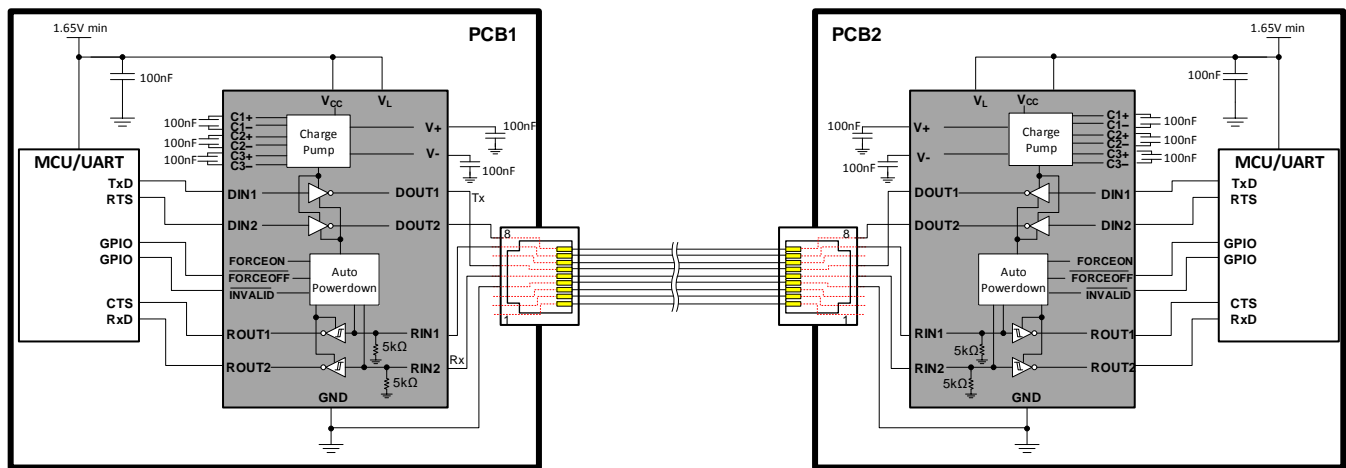 PCB1
1.65V min
100nF
VCC
VL
C1+
C1−
C2+
C2−
C3+
C3−
100nF
100nF
100nF
Charge
Pump
V+
V-
100nF
100nF
MCU/UART
TxD
RTS
GPIO
GPIO
CTS
RxD
DIN1
DIN2
FORCEON
FORCEOFF
INVALID
ROUT1
ROUT2
Auto
Powerdown
DOUT1
Tx
DOUT2
RIN1
Rx
RIN2
5kΩ
5kΩ
GND
8
1
PCB2
1.65V min
100nF
VL
VCC
V+
V-
100nF
100nF
Charge
Pump
C1+
C1−
C2+
C2−
C3+
C3−
100nF
100nF
100nF
MCU/UART
TxD
RTS
GPIO
GPIO
CTS
RxD
DOUT1
DOUT2
DIN1
DIN2
FORCEON
FORCEOFF
INVALID
Auto
Powerdown
RIN1
RIN2
5kΩ
5kΩ
ROUT1
ROUT2
GND
8
1